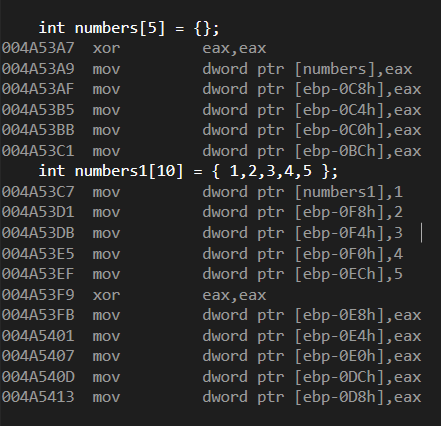 int numbers[5] = {};
004A53A7 xor eax,eax
004A53A9 mov dword ptr [numbers],eax
004A53AF mov dword ptr [ebp-0C8h],eax
004A53B5 mov dword ptr [ebp-0C4h],eax
004A53BB mov dword ptr [ebp-0C0h],eax
004A53C1 mov dword ptr [ebp-0BCh],eax
int numbers1[10] = { 1,2,3,4,5 };
004A53C7 mov dword ptr [numbers1],1
004A53D1 mov dword ptr [ebp-0F8h],2
004A53DB mov dword ptr [ebp-0F4h],3
004A53E5 mov dword ptr [ebp-0F0h],4
004A53EF mov dword ptr [ebp-0ECh],5
004A53F9 xor eax,eax
004A53FB mov dword ptr [ebp-0E8h],eax
004A5401 mov dword ptr [ebp-0E4h],eax
004A5407 mov dword ptr [ebp-0E0h],eax
004A540D mov dword ptr [ebp-0DCh],eax
004A5413 mov dword ptr [ebp-0D8h],eax